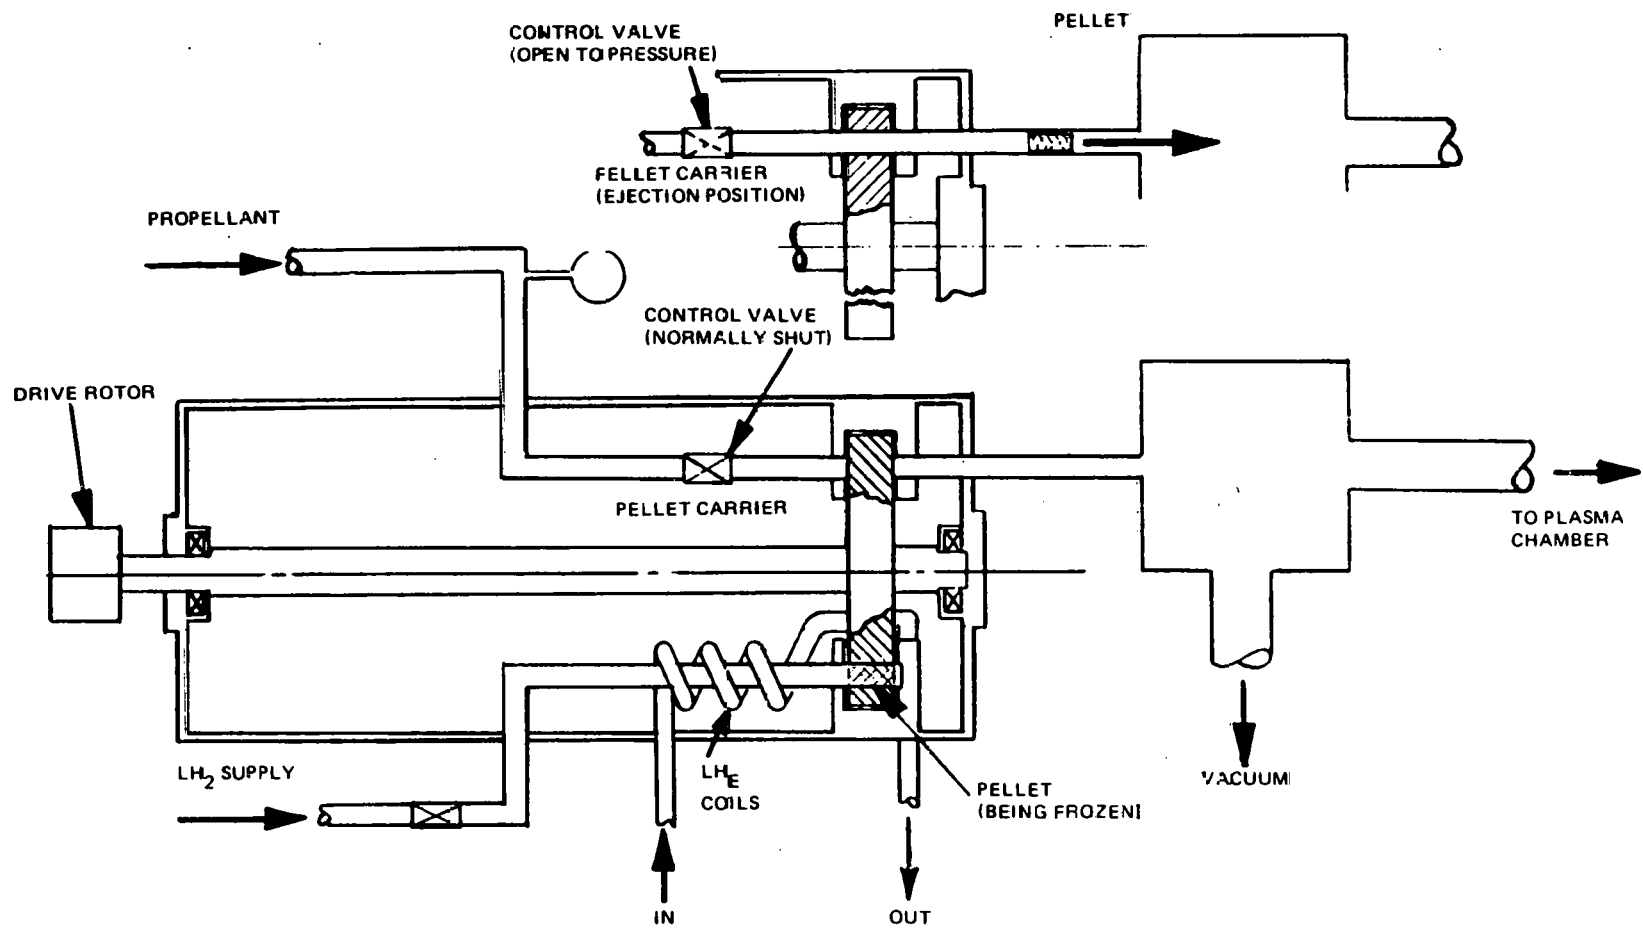 PELLET
CONTROL VALVE
(OPEN TO PRESSURE)
FELLET CARRIER
(EJECTION POSITION)
PROPELLANT
CONTROL VALVE
(NORMALLY SHUT)
DRIVE ROTOR
PELLET CARRIER
TO PLASMA
CHAMBER
LH2 SUPPLY
LHE
COILS
PELLET
(BEING FROZEN)
VACUUM
IN
OUT